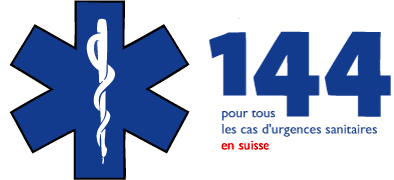 144
pour tous
les cas d'urgences sanitaires
en suisse